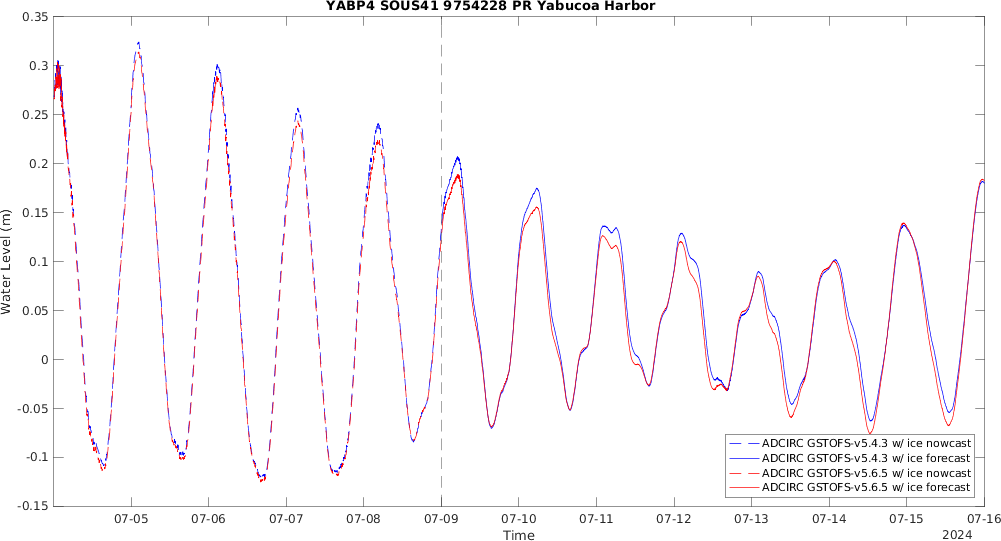 YABP4 SOUS41 9754228 PR Yabucoa Harbor
0.35
0.3
0.25
0.2
0.15
0.1
0.05
0
-0.05
-0.1
-0.15
Water Level (m)
ADCIRC GSTOFS-v5.4.3 w/ ice nowcast
ADCIRC GSTOFS-v5.4.3 w/ ice forecast
ADCIRC GSTOFS-v5.6.5 w/ ice nowcast
ADCIRC GSTOFS-v5.6.5 w/ ice forecast
07-05 07-06 07-07 07-08 07-09 07-10 07-11 07-12 07-13 07-14 07-15 07-16
Time
2024